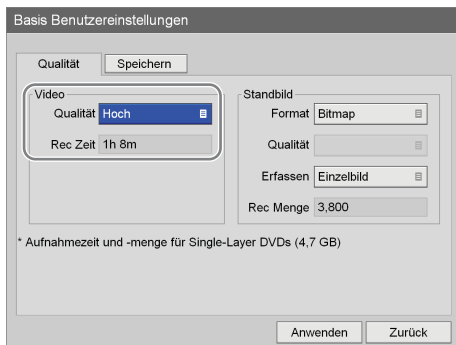 Basis Benutzereinstellungen
Qualität
Speichern
Video
Qualität Hoch
Rec Zeit 1h 8m
Standbild
Format Bitmap
Qualität
Erfassen Einzelbild
Rec Menge 3,800
* Aufnahmezeit und -menge für Single-Layer DVDs (4,7 GB)
Anwenden
Zurück